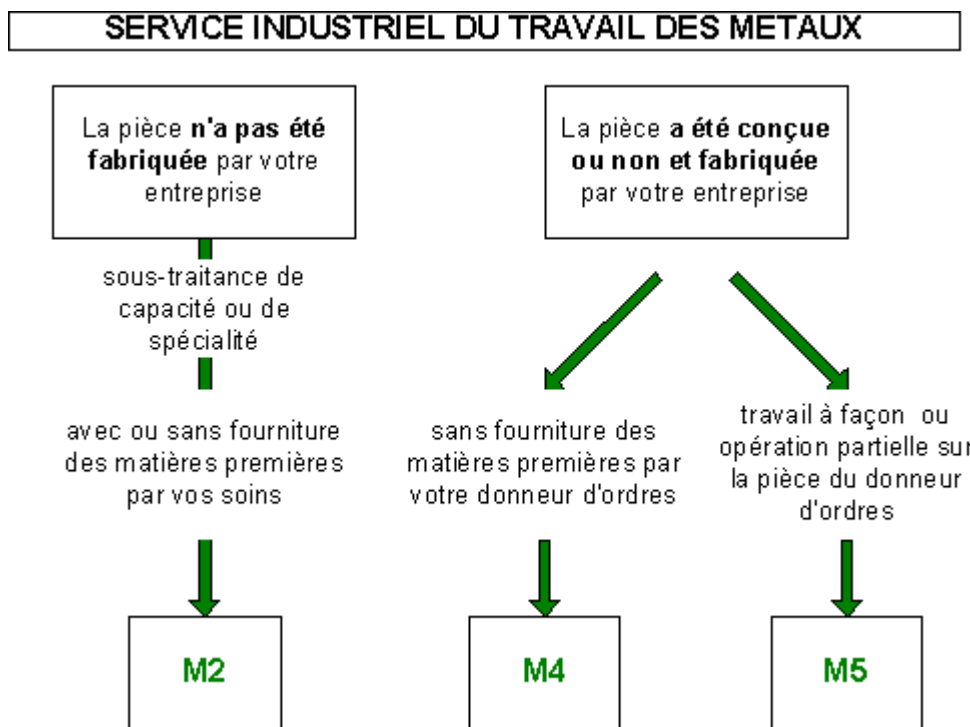 SERVICE INDUSTRIEL DU TRAVAIL DES METAUX
La pièce n'a pas été
fabriquée par votre
entreprise
La pièce a été conçue
ou non et fabriquée
par votre entreprise
sous-traitance de
capacité ou de
spécialité
avec ou sans fourniture
des matières premières
par vos soins
sans fourniture des
matières premières par
votre donneur d'ordres
travail à façon ou
opération partielle sur
la pièce du donneur
d'ordres
M2
M4
M5